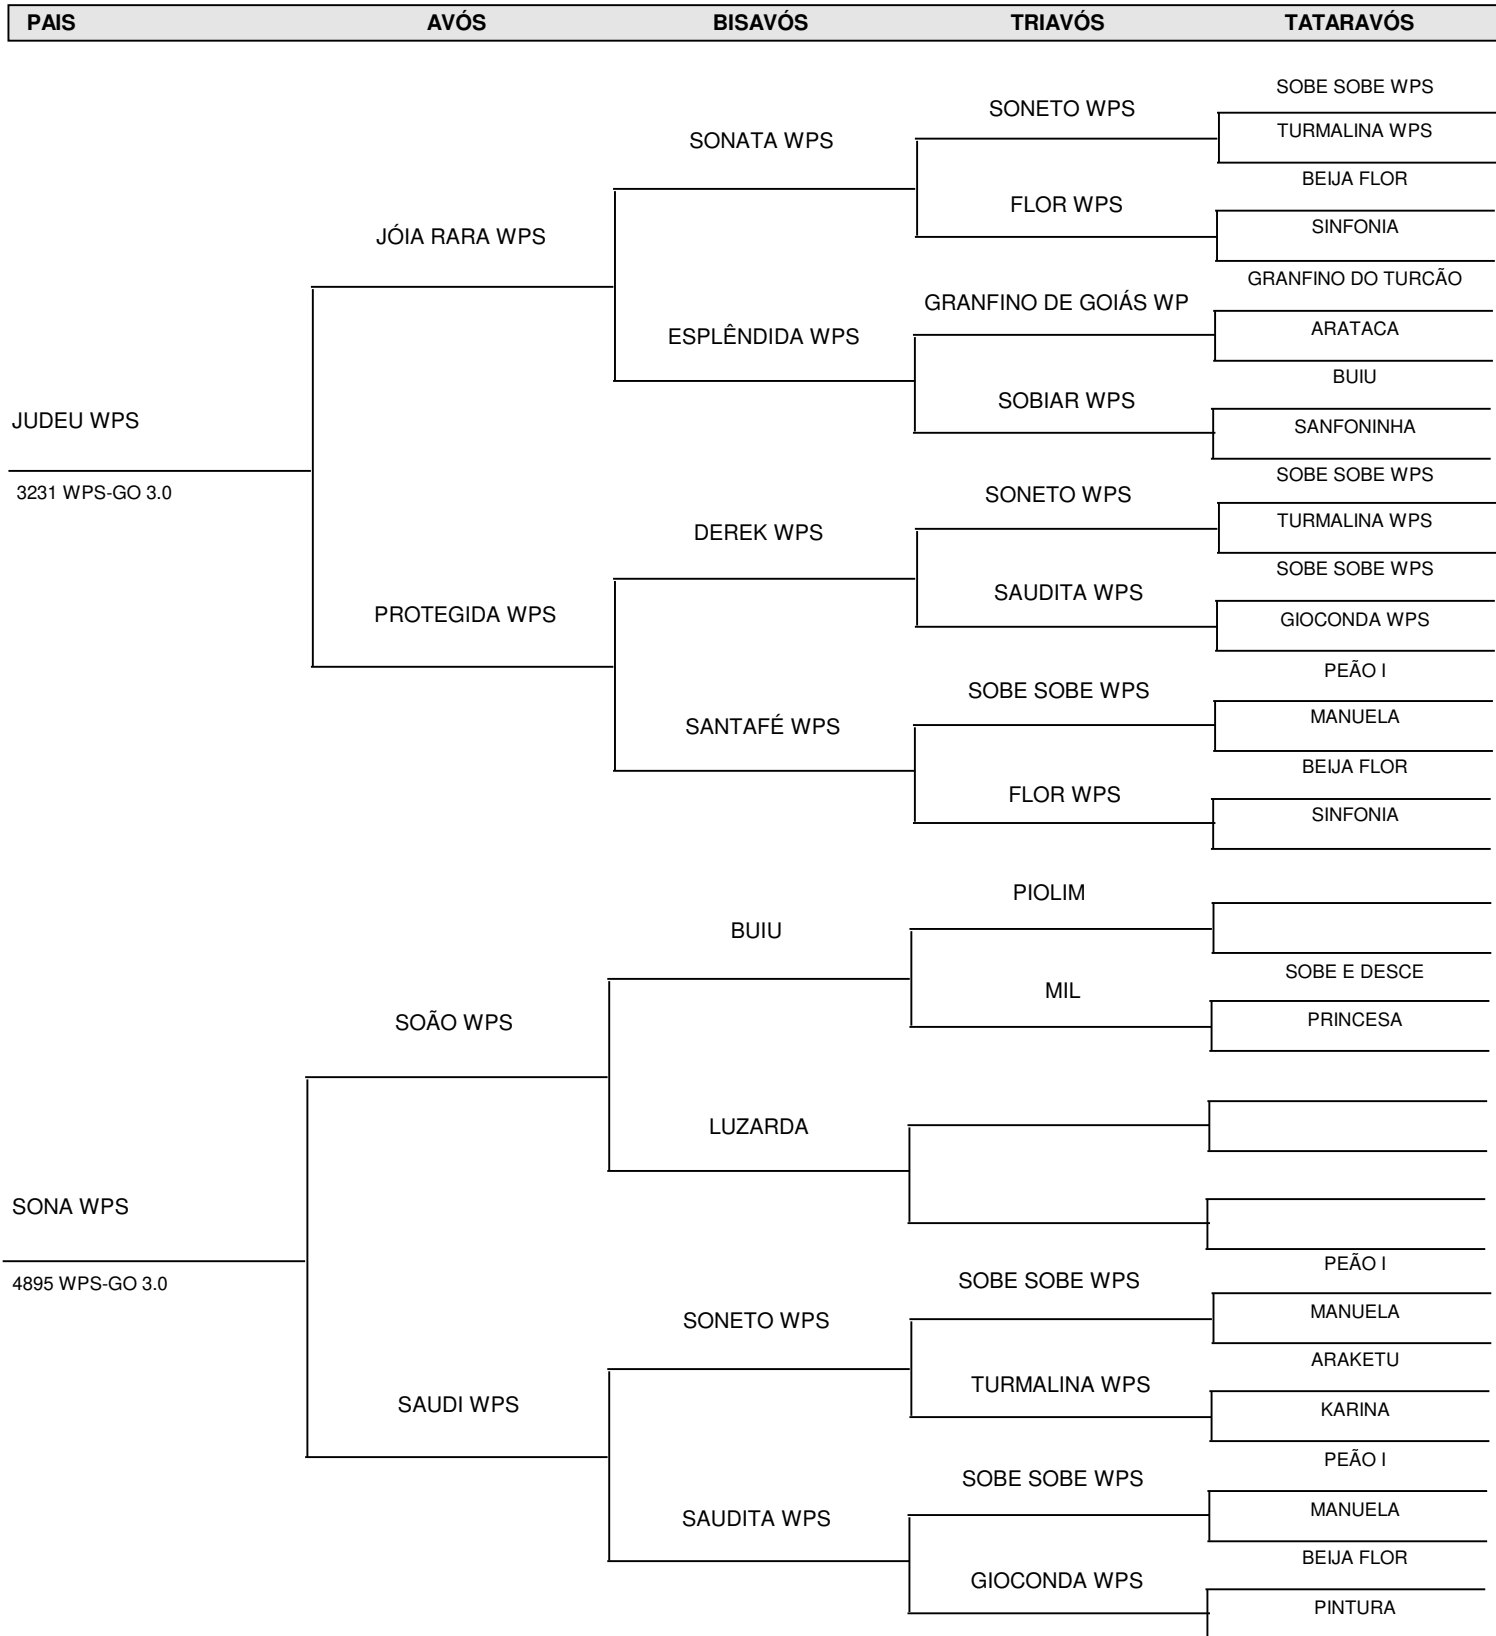 PAIS AVÓS BISAVÓS TRIAVÓS TATARAVÓS
SOBE SOBE WPS
SONETO WPS
TURMALINA WPS
SONATA WPS
BEIJA FLOR
FLOR WPS
SINFONIA
JÓIA RARA WPS
GRANFINO DO TURCÃO
GRANFINO DE GOIÁS WP
ARATACA
ESPLÊNDIDA WPS
BUIU
SOBIAR WPS
SANFONINHA
JUDEU WPS
3231 WPS-GO 3.0
SOBE SOBE WPS
SONETO WPS
TURMALINA WPS
DEREK WPS
SOBE SOBE WPS
SAUDITA WPS
GIOCONDA WPS
PROTEGIDA WPS
PEÃO I
SOBE SOBE WPS
MANUELA
SANTAFÉ WPS
BEIJA FLOR
FLOR WPS
SINFONIA
PIOLIM
BUIU
SOBE E DESCE
MIL
PRINCESA
SOÃO WPS
LUZARDA
SONA WPS
4895 WPS-GO 3.0
PEÃO I
SOBE SOBE WPS
MANUELA
SONETO WPS
ARAKETU
TURMALINA WPS
KARINA
SAUDI WPS
PEÃO I
SOBE SOBE WPS
MANUELA
SAUDITA WPS
BEIJA FLOR
GIOCONDA WPS
PINTURA